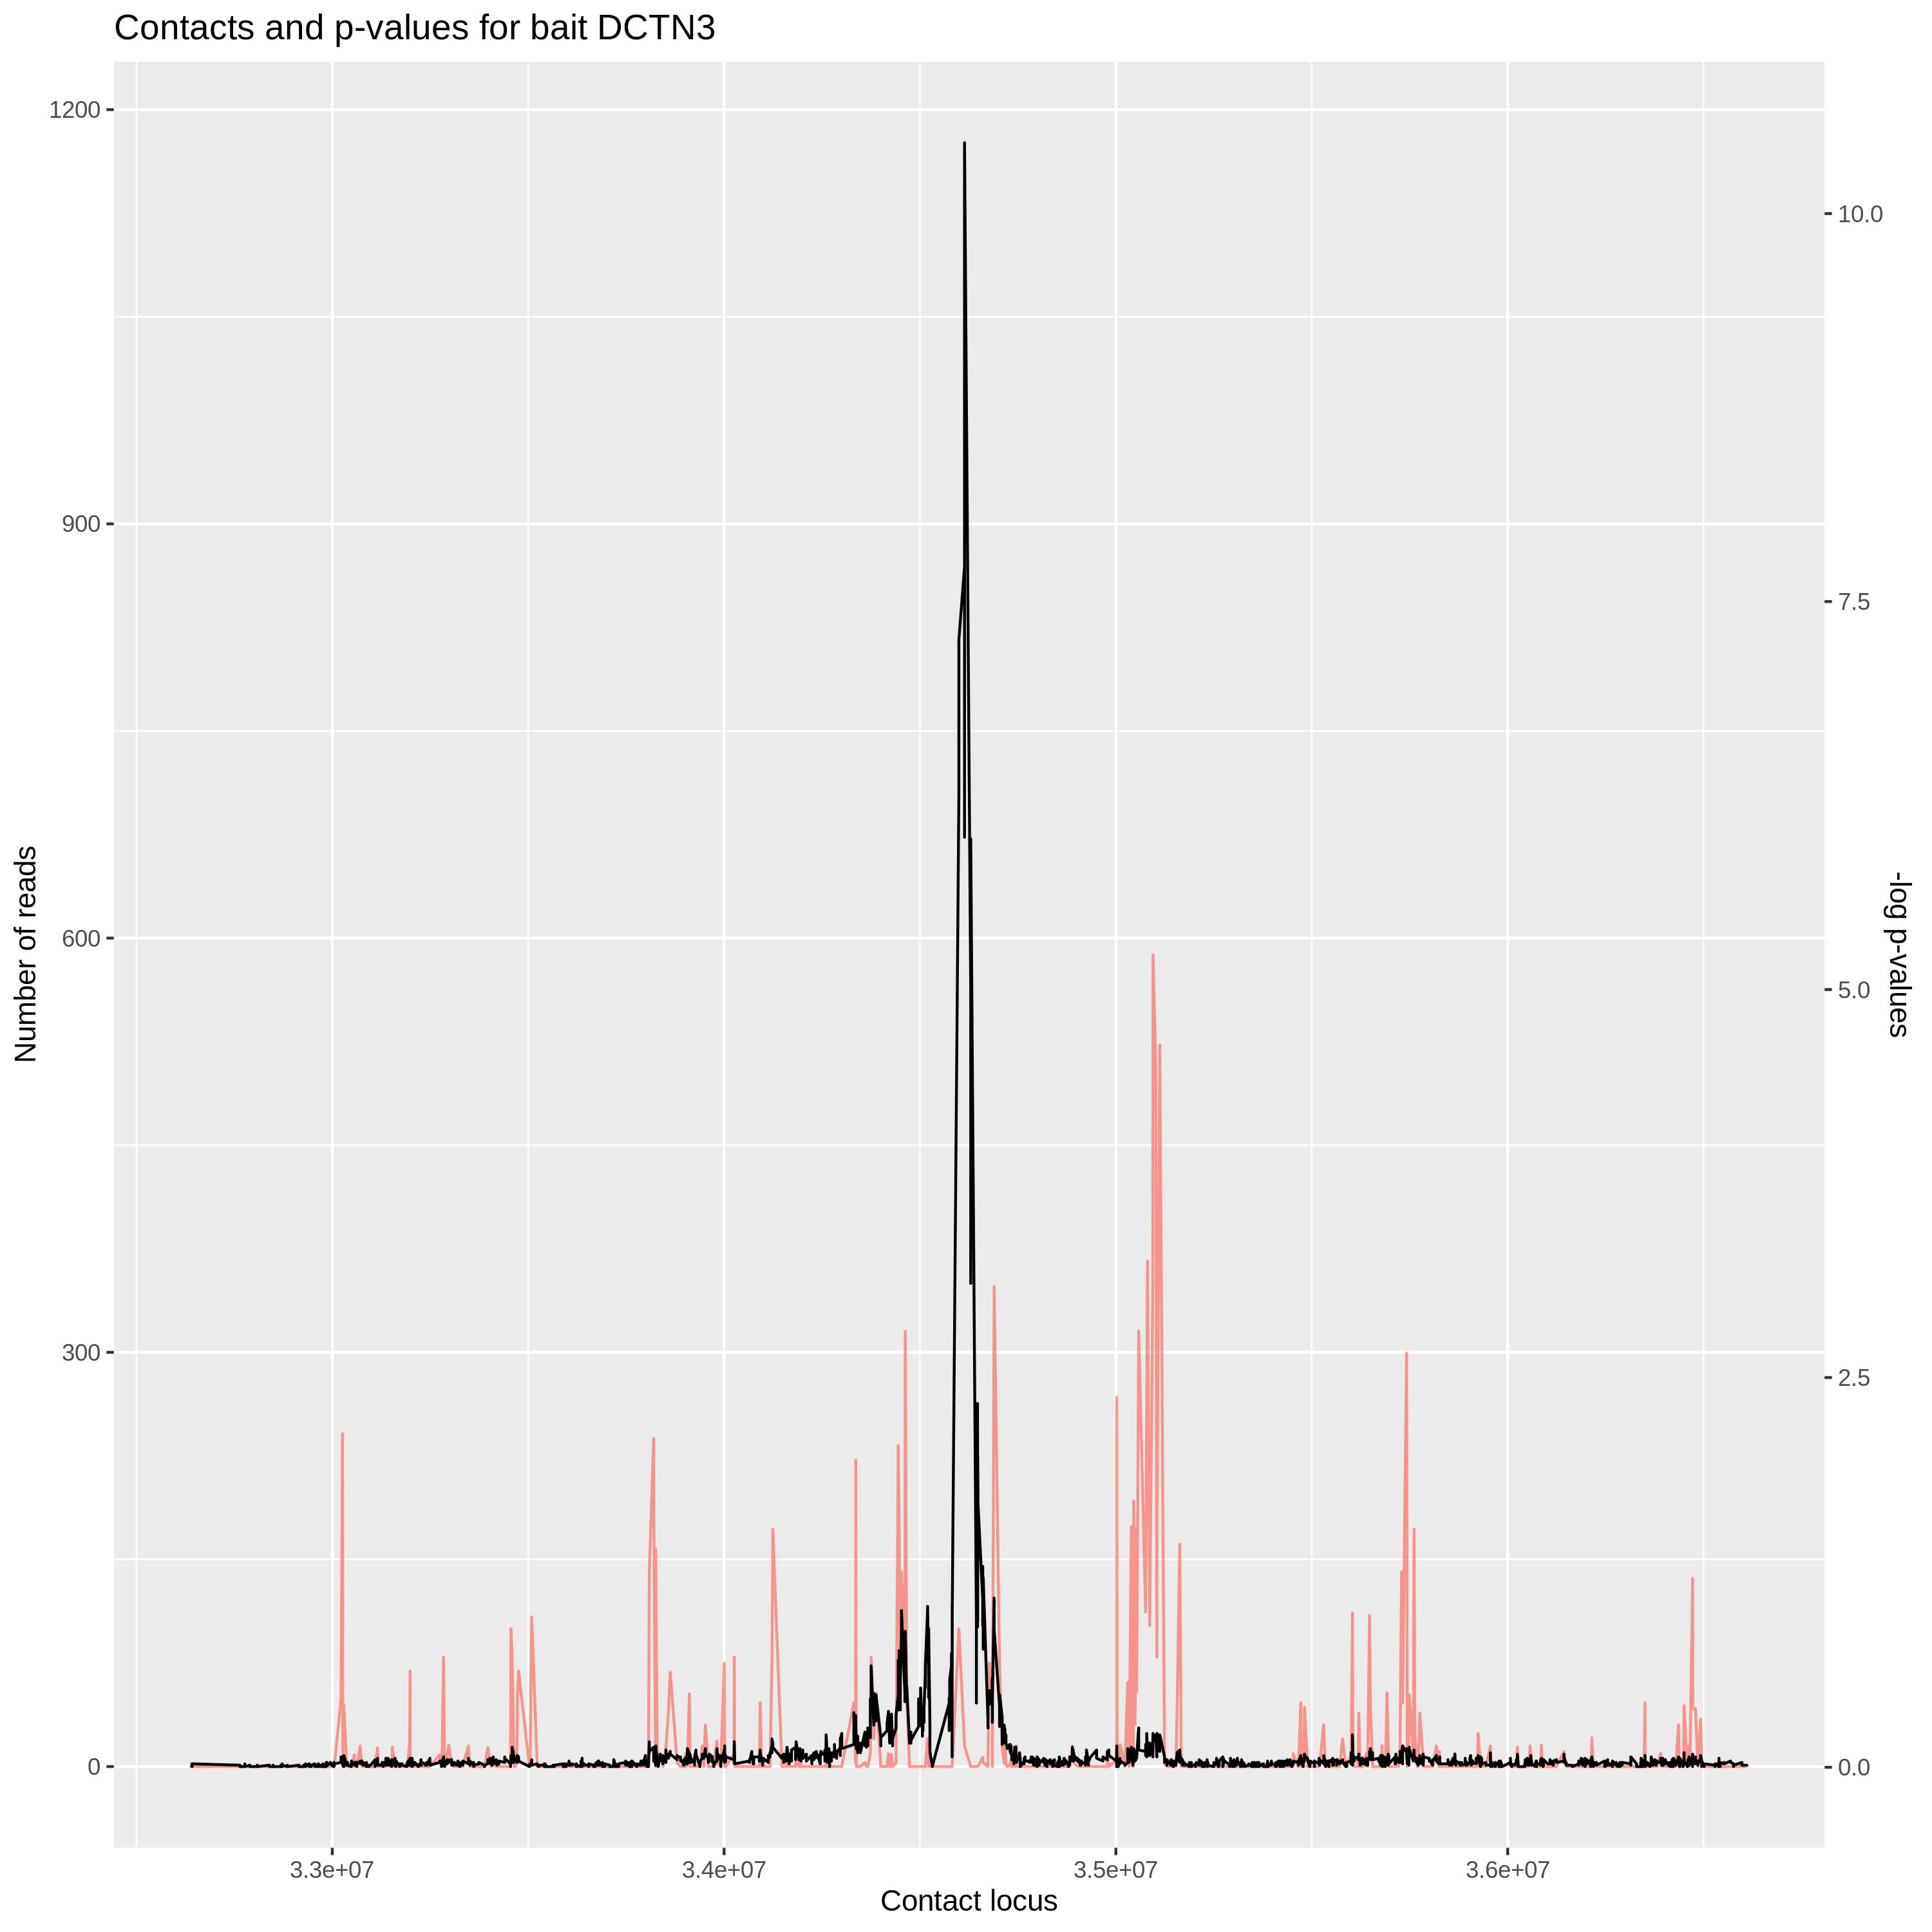 Contacts and p-values for bait DCTN3
1200
900
600
300
0
10.0
7.5
5.0
2.5
0.0
Number of reads
-log p-values
3.3e+07
3.4e+07
3.5e+07
3.6e+07
Contact locus